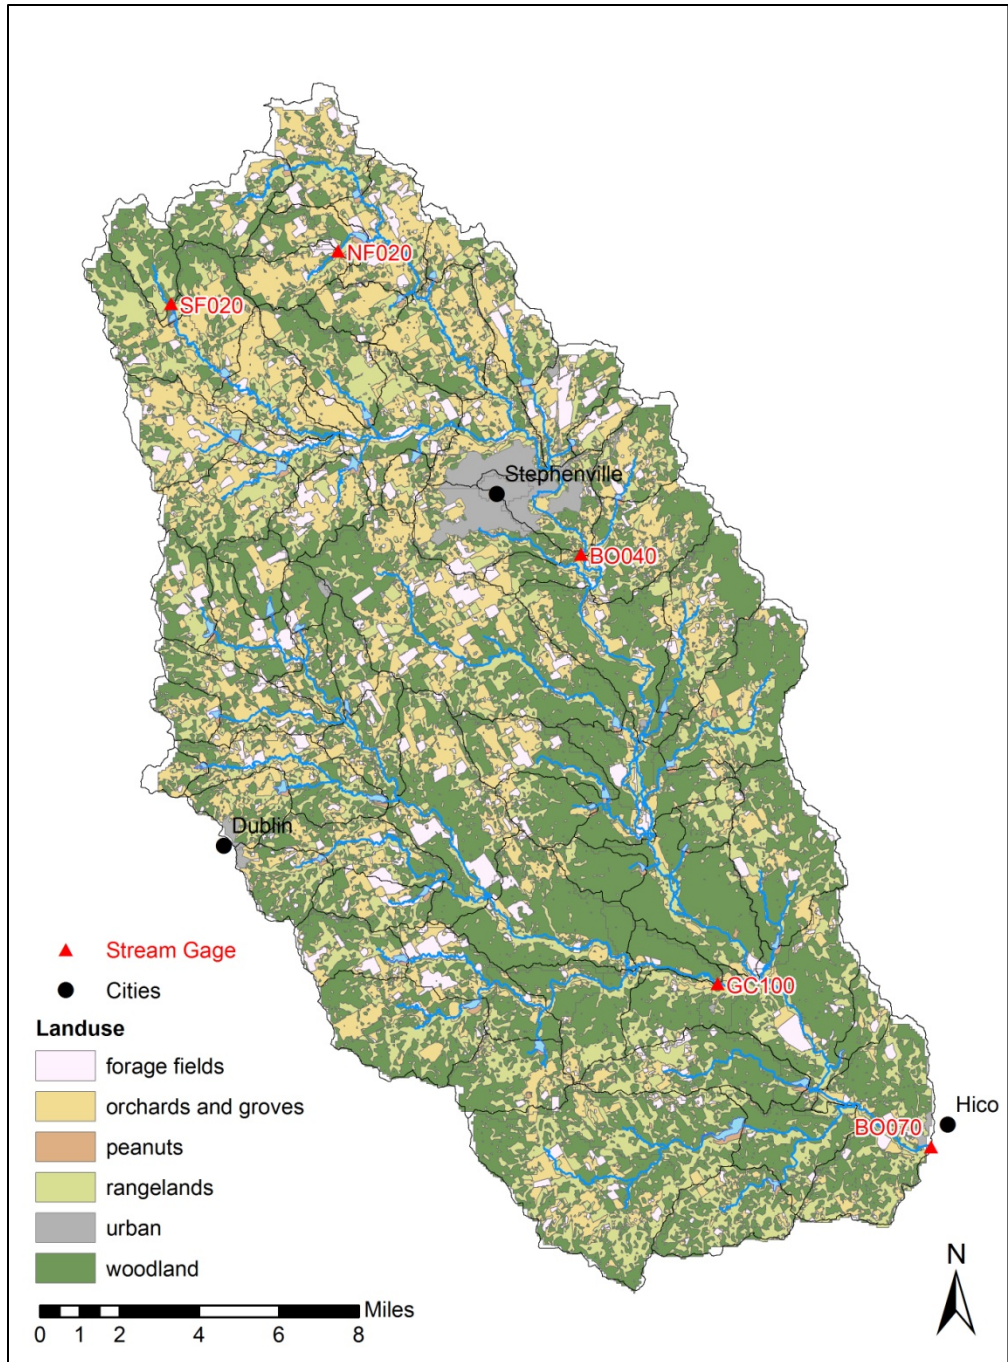 NF020
SF020
Stephenville
BO040
Dublin
Stream Gage
Cities
GC100
Landuse
forage fields
orchards and groves
Hico
BO070
peanuts
rangelands
urban
woodland
N
Miles
0 1 2 4 6 8